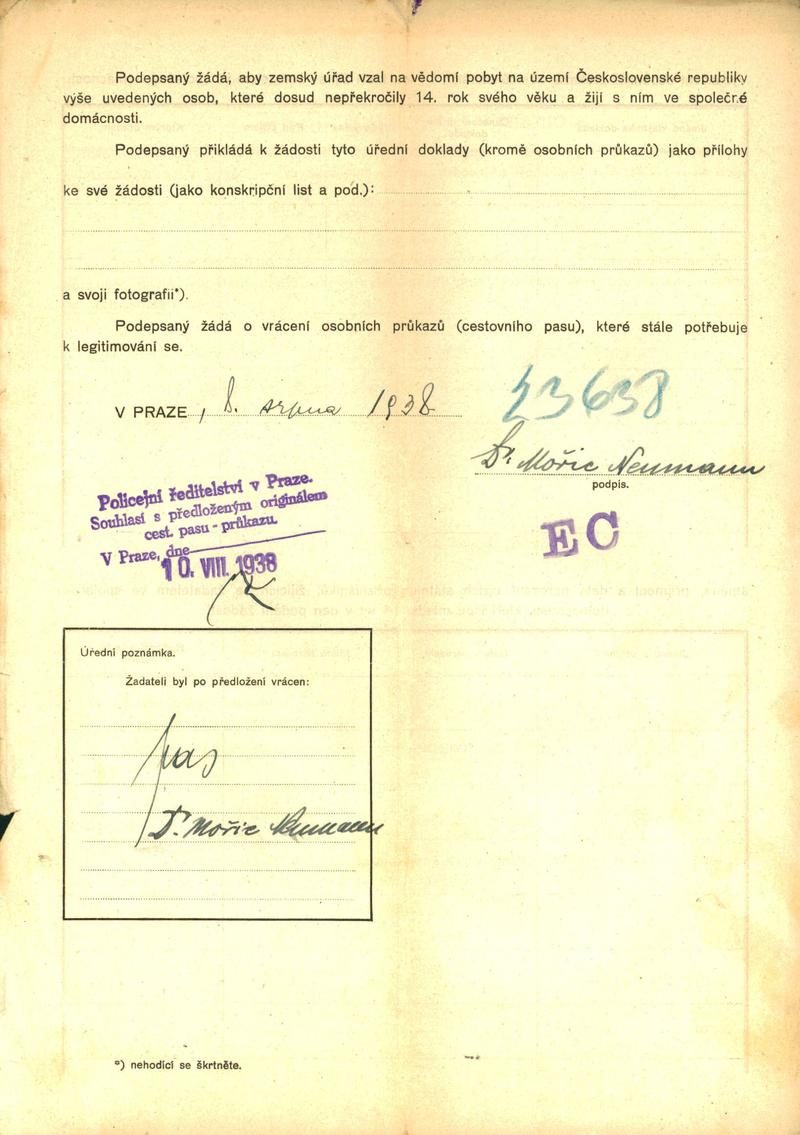 Podepsaný žádá, aby zemský úřad vzal na vědomí pobyt na území Československé republiky
výše uvedených osob, které dosud nepřekročily 14. rok svého věku a žijí s ním ve společné
domácnosti.
Podepsaný přikládá k žádosti tyto úřední doklady (kromě osobních průkazů) jako přílohy
ke své žádosti (jako konskripční list a pod.):
a svoji fotografii*).
Podepsaný žádá o vrácení osobních průkazů (cestovního pasu), které stále potřebuje
k legitimování se.
23638
V PRAZE, 8. srpna 1938
Dr. Mořic Neumann
podpis.
Policejní ředitelství v Praze.
Souhlasí s předloženým originálem
cest. pasu - průkazu.
V Praze, dne
10. VIII. 1938
EC
Úřední poznámka.
Žadateli byl po předložení vrácen:
pas
Dr. Mořic Neumann
*) nehodící se škrtněte.